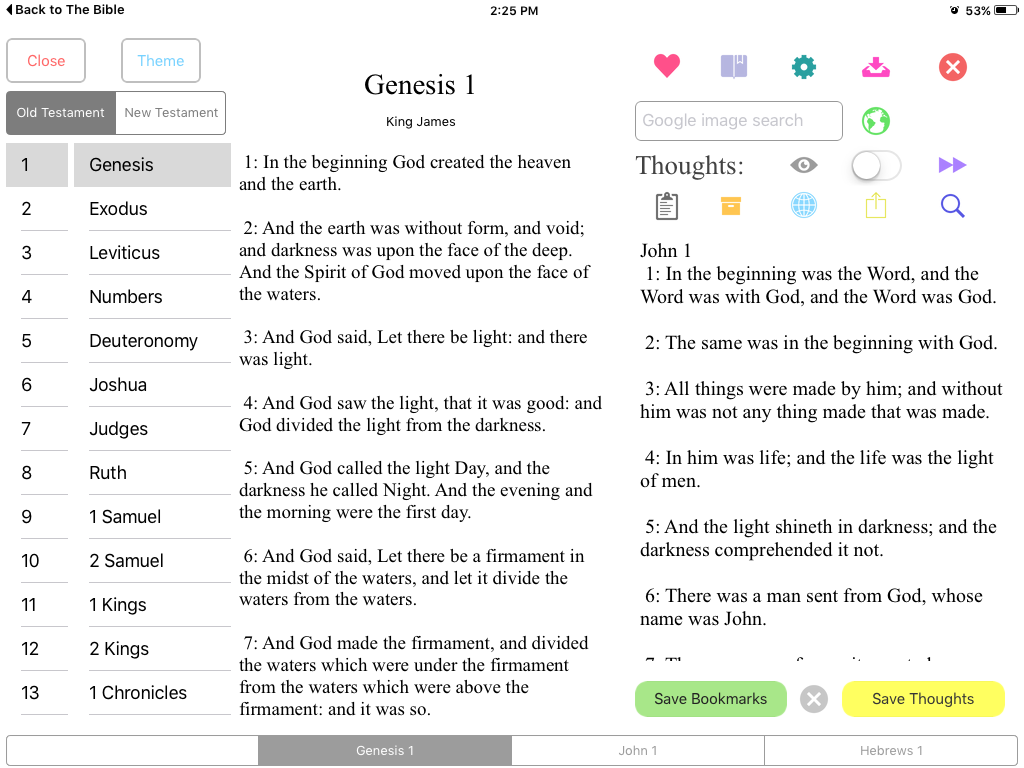 Back to The Bible
2:25 PM
53%
Close
Theme
Old Testament
New Testament
1 Genesis
2 Exodus
3 Leviticus
4 Numbers
5 Deuteronomy
6 Joshua
7 Judges
8 Ruth
9 1 Samuel
10 2 Samuel
11 1 Kings
12 2 Kings
13 1 Chronicles
Genesis 1
King James
1: In the beginning God created the heaven
and the earth.
2: And the earth was without form, and void;
and darkness was upon the face of the deep.
And the Spirit of God moved upon the face of
the waters.
3: And God said, Let there be light: and there
was light.
4: And God saw the light, that it was good: and
God divided the light from the darkness.
5: And God called the light Day, and the
darkness he called Night. And the evening and
the morning were the first day.
6: And God said, Let there be a firmament in
the midst of the waters, and let it divide the
waters from the waters.
7: And God made the firmament, and divided
the waters which were under the firmament
from the waters which were above the
firmament: and it was so.
Google image search
Thoughts:
John 1
1: In the beginning was the Word, and the
Word was with God, and the Word was God.
2: The same was in the beginning with God.
3: All things were made by him; and without
him was not any thing made that was made.
4: In him was life; and the life was the light
of men.
5: And the light shineth in darkness; and the
darkness comprehended it not.
6: There was a man sent from God, whose
name was John.
Save Bookmarks
Save Thoughts
Genesis 1
John 1
Hebrews 1